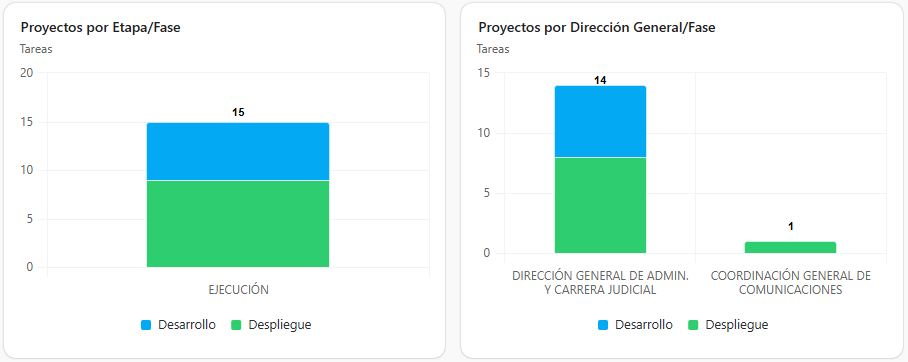 Proyectos por Etapa/Fase
Tareas
20
15
10
5
0
15
EJECUCIÓN
Desarrollo Despliegue
Proyectos por Dirección General/Fase
Tareas
15
10
5
0
14
1
DIRECCIÓN GENERAL DE ADMIN.
Y CARRERA JUDICIAL
COORDINACIÓN GENERAL DE
COMUNICACIONES
Desarrollo Despliegue